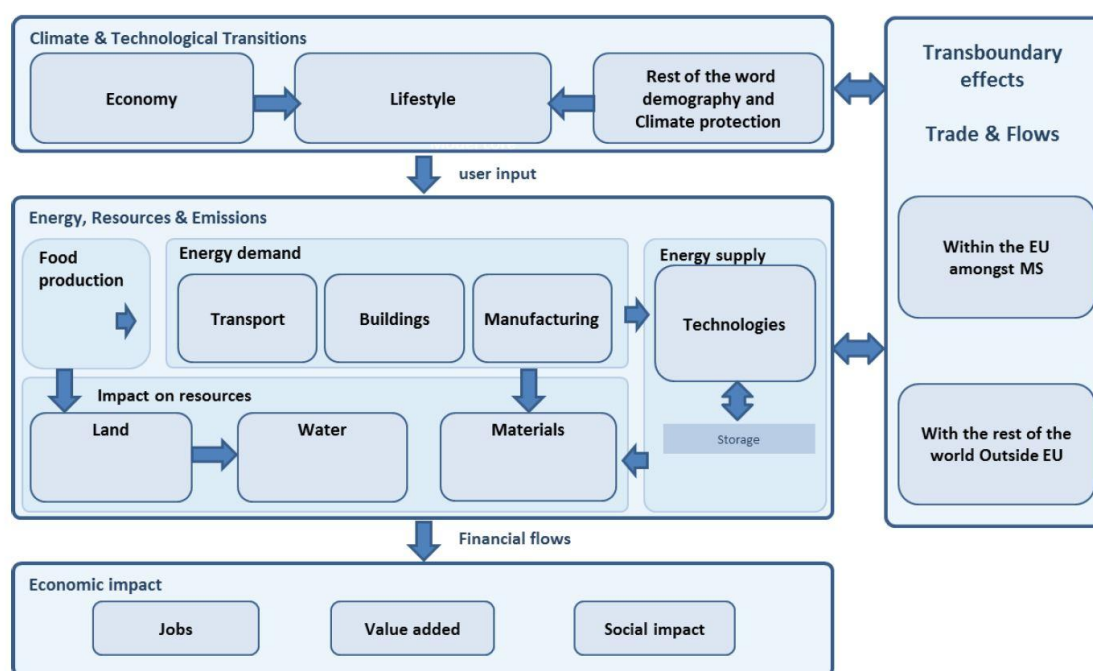 Climate & Technological Transitions
Economy
Lifestyle
Rest of the word
demography and
Climate protection
user input
Energy, Resources & Emissions
Food
production
Energy demand
Transport
Buildings
Manufacturing
Energy supply
Technologies
Storage
Impact on resources
Land
Water
Materials
Financial flows
Economic impact
Jobs
Value added
Social impact
Transboundary
effects
Trade & Flows
Within the EU
amongst MS
With the rest of the
world Outside EU